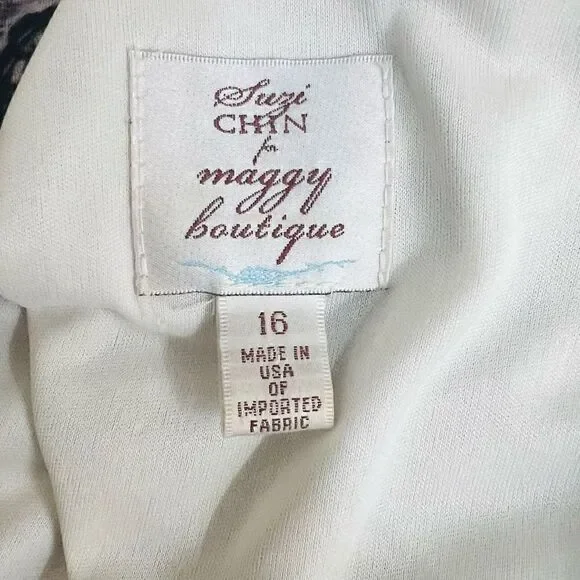 Suzi
CHIN
for
maggy
boutique
16
MADE IN
USA
OF
IMPORTED
FABRIC